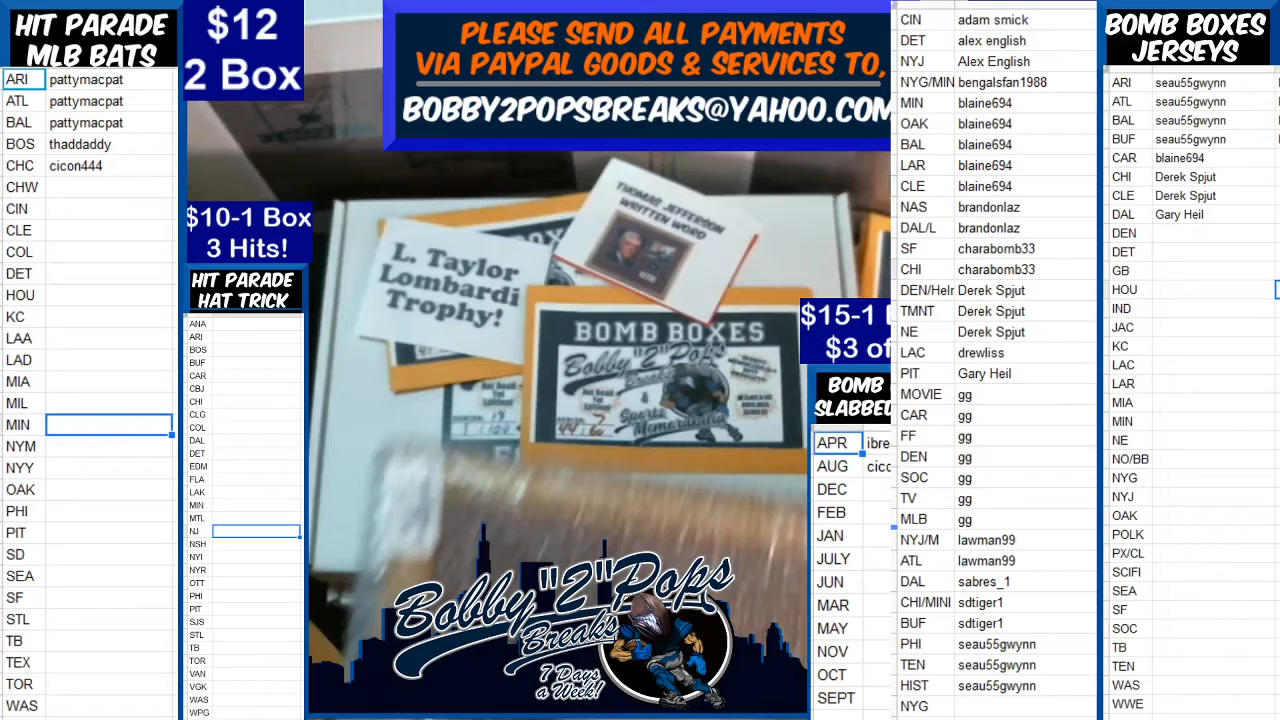 HIT PARADE
MLB BATS
ARI pattymacpat
ATL pattymacpat
BAL pattymacpat
BOS thaddaddy
CHC cicon444
CHW
CIN
CLE
COL
DET
HOU
KC
LAA
LAD
MIA
MIL
MIN
NYM
NYY
OAK
PHI
PIT
SD
SEA
SF
STL
TB
TEX
TOR
WAS
$12
2 Box
$10-1 Box
3 Hits!
HIT PARADE
HAT TRICK
ANA
ARI
BOS
BUF
CAR
CBJ
CHI
CLG
COL
DAL
DET
EDM
FLA
LAK
MIN
MTL
NJ
NSH
NYI
NYR
OTT
PHI
PIT
SJS
STL
TB
TOR
VAN
VGK
WAS
WPG
PLEASE SEND ALL PAYMENTS
VIA PAYPAL GOODS & SERVICES TO,
BOBBY2POPSBREAKS@YAHOO.COM
THOMAS JEFFERSON
WRITTEN WORD
L. Taylor
Lombardi
Trophy!
BOMB BOXES
Bobby "2" Pops
Breaks
&
Sports
Memorabilia
Bobby "2" Pops
Breaks
7 Days
a Week!
$15-1
$3 of
BOMB
SLABBED
APR ibre
AUG cicc
DEC
FEB
JAN
JULY
JUN
MAR
MAY
NOV
OCT
SEPT
CIN adam smick
DET alex english
NYJ Alex English
NYG/MIN bengalsfan1988
MIN blaine694
OAK blaine694
BAL blaine694
LAR blaine694
CLE blaine694
NAS brandonlaz
DAL/L brandonlaz
SF charabomb33
CHI charabomb33
DEN/Helr Derek Spjut
TMNT Derek Spjut
NE Derek Spjut
LAC drewliss
PIT Gary Heil
MOVIE gg
CAR gg
FF gg
DEN gg
SOC gg
TV gg
MLB gg
NYJ/M lawman99
ATL lawman99
DAL sabres_1
CHI/MINI sdtiger1
BUF sdtiger1
PHI seau55gwynn
TEN seau55gwynn
HIST seau55gwynn
NYG
BOMB BOXES
JERSEYS
ARI seau55gwynn
ATL seau55gwynn
BAL seau55gwynn
BUF seau55gwynn
CAR blaine694
CHI Derek Spjut
CLE Derek Spjut
DAL Gary Heil
DEN
DET
GB
HOU
IND
JAC
KC
LAC
LAR
MIA
MIN
NE
NO/BB
NYG
NYJ
OAK
POLK
PX/CL
SCIFI
SEA
SF
SOC
TB
TEN
WAS
WWE